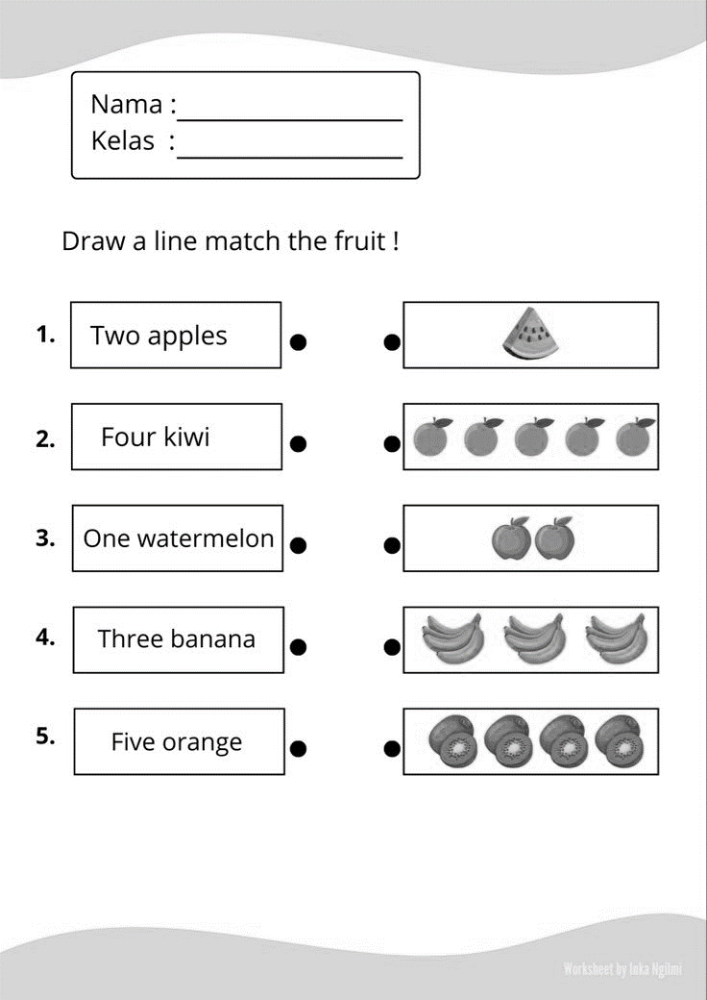 Nama :
Kelas :
Draw a line match the fruit !
1. Two apples
2. Four kiwi
3. One watermelon
4. Three banana
5. Five orange
Worksheet by Inka Ngilmi